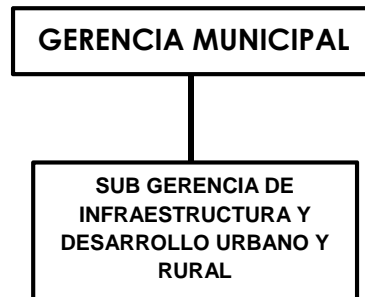 GERENCIA MUNICIPAL
SUB GERENCIA DE
INFRAESTRUCTURA Y
DESARROLLO URBANO Y
RURAL